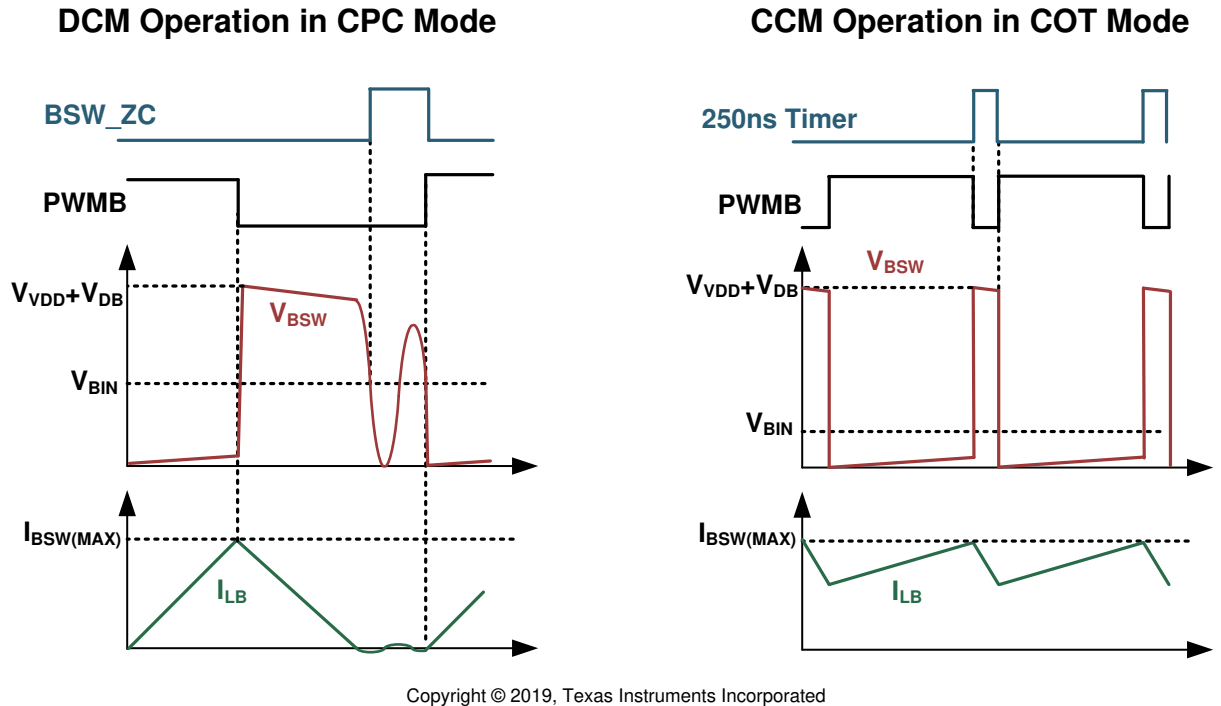 DCM Operation in CPC Mode
BSW_ZC
PWMB
VVDD+VDB
VBSW
VBIN
IBSW(MAX)
ILB
CCM Operation in COT Mode
250ns Timer
PWMB
VBSW
VVDD+VDB
VBIN
IBSW(MAX)
ILB
Copyright © 2019, Texas Instruments Incorporated